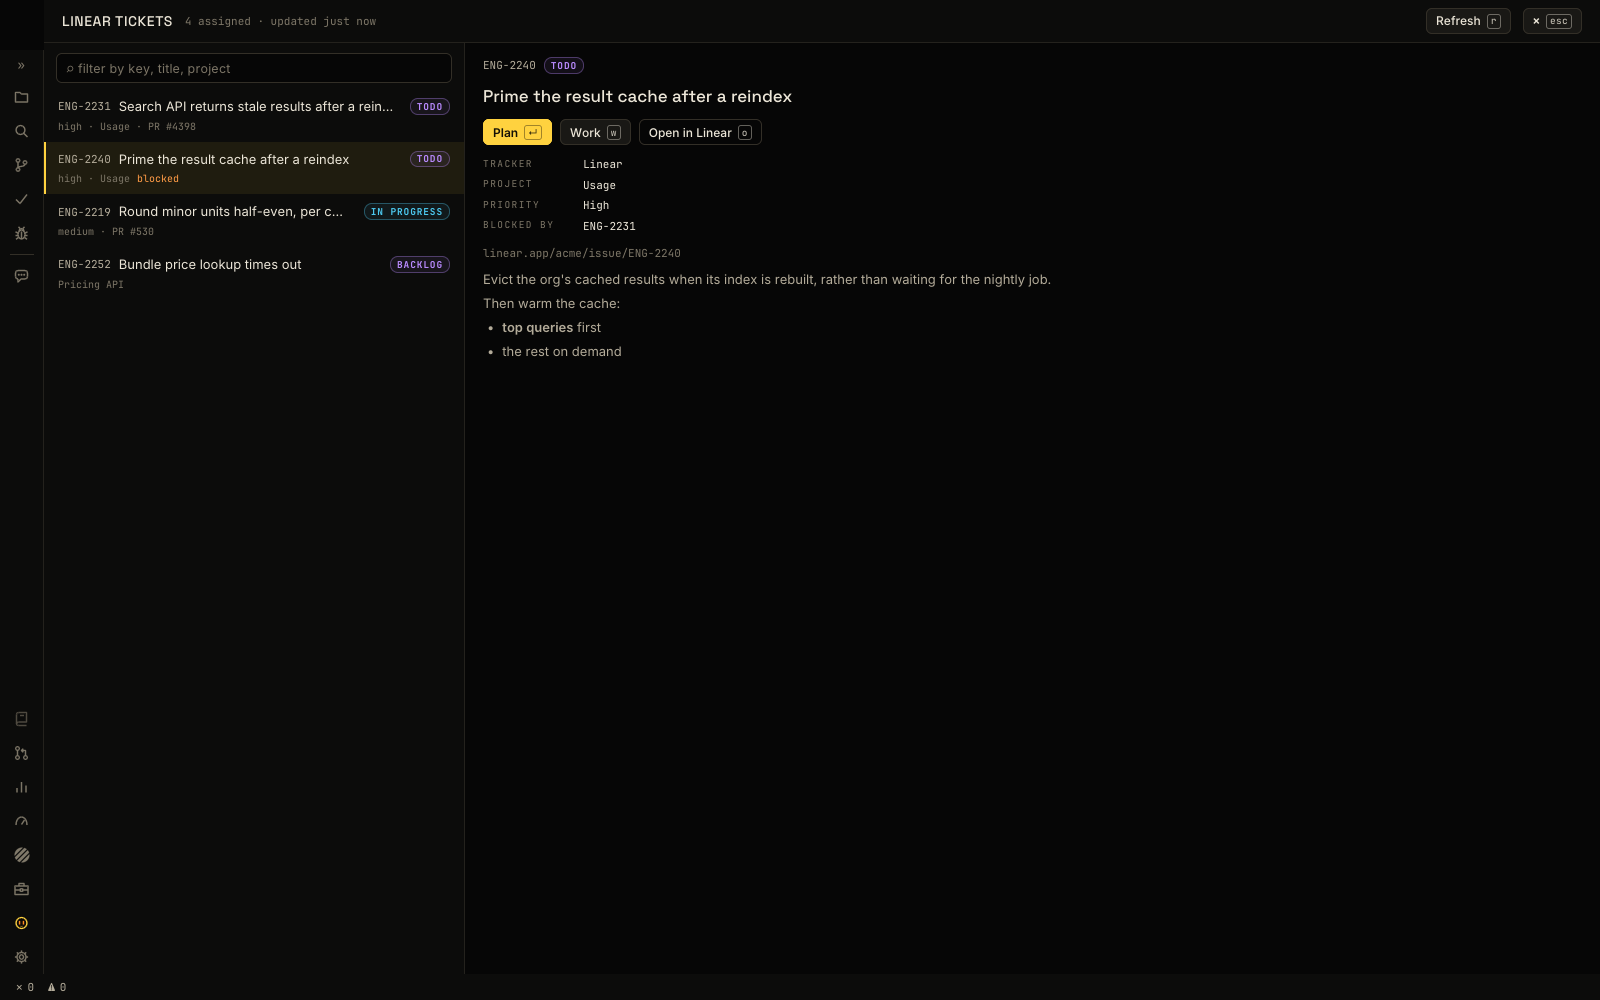 LINEAR TICKETS 4 assigned · updated just now Refresh r × esc
filter by key, title, project
ENG-2231 Search API returns stale results after a rein... TODO
high · Usage · PR #4398
ENG-2240 Prime the result cache after a reindex TODO
high · Usage blocked
ENG-2219 Round minor units half-even, per c... IN PROGRESS
medium · PR #530
ENG-2252 Bundle price lookup times out BACKLOG
Pricing API
ENG-2240 TODO
Prime the result cache after a reindex
Plan ↵ Work w Open in Linear o
TRACKER Linear
PROJECT Usage
PRIORITY High
BLOCKED BY ENG-2231
linear.app/acme/issue/ENG-2240
Evict the org's cached results when its index is rebuilt, rather than waiting for the nightly job.
Then warm the cache:
• top queries first
• the rest on demand
× 0 ▲ 0